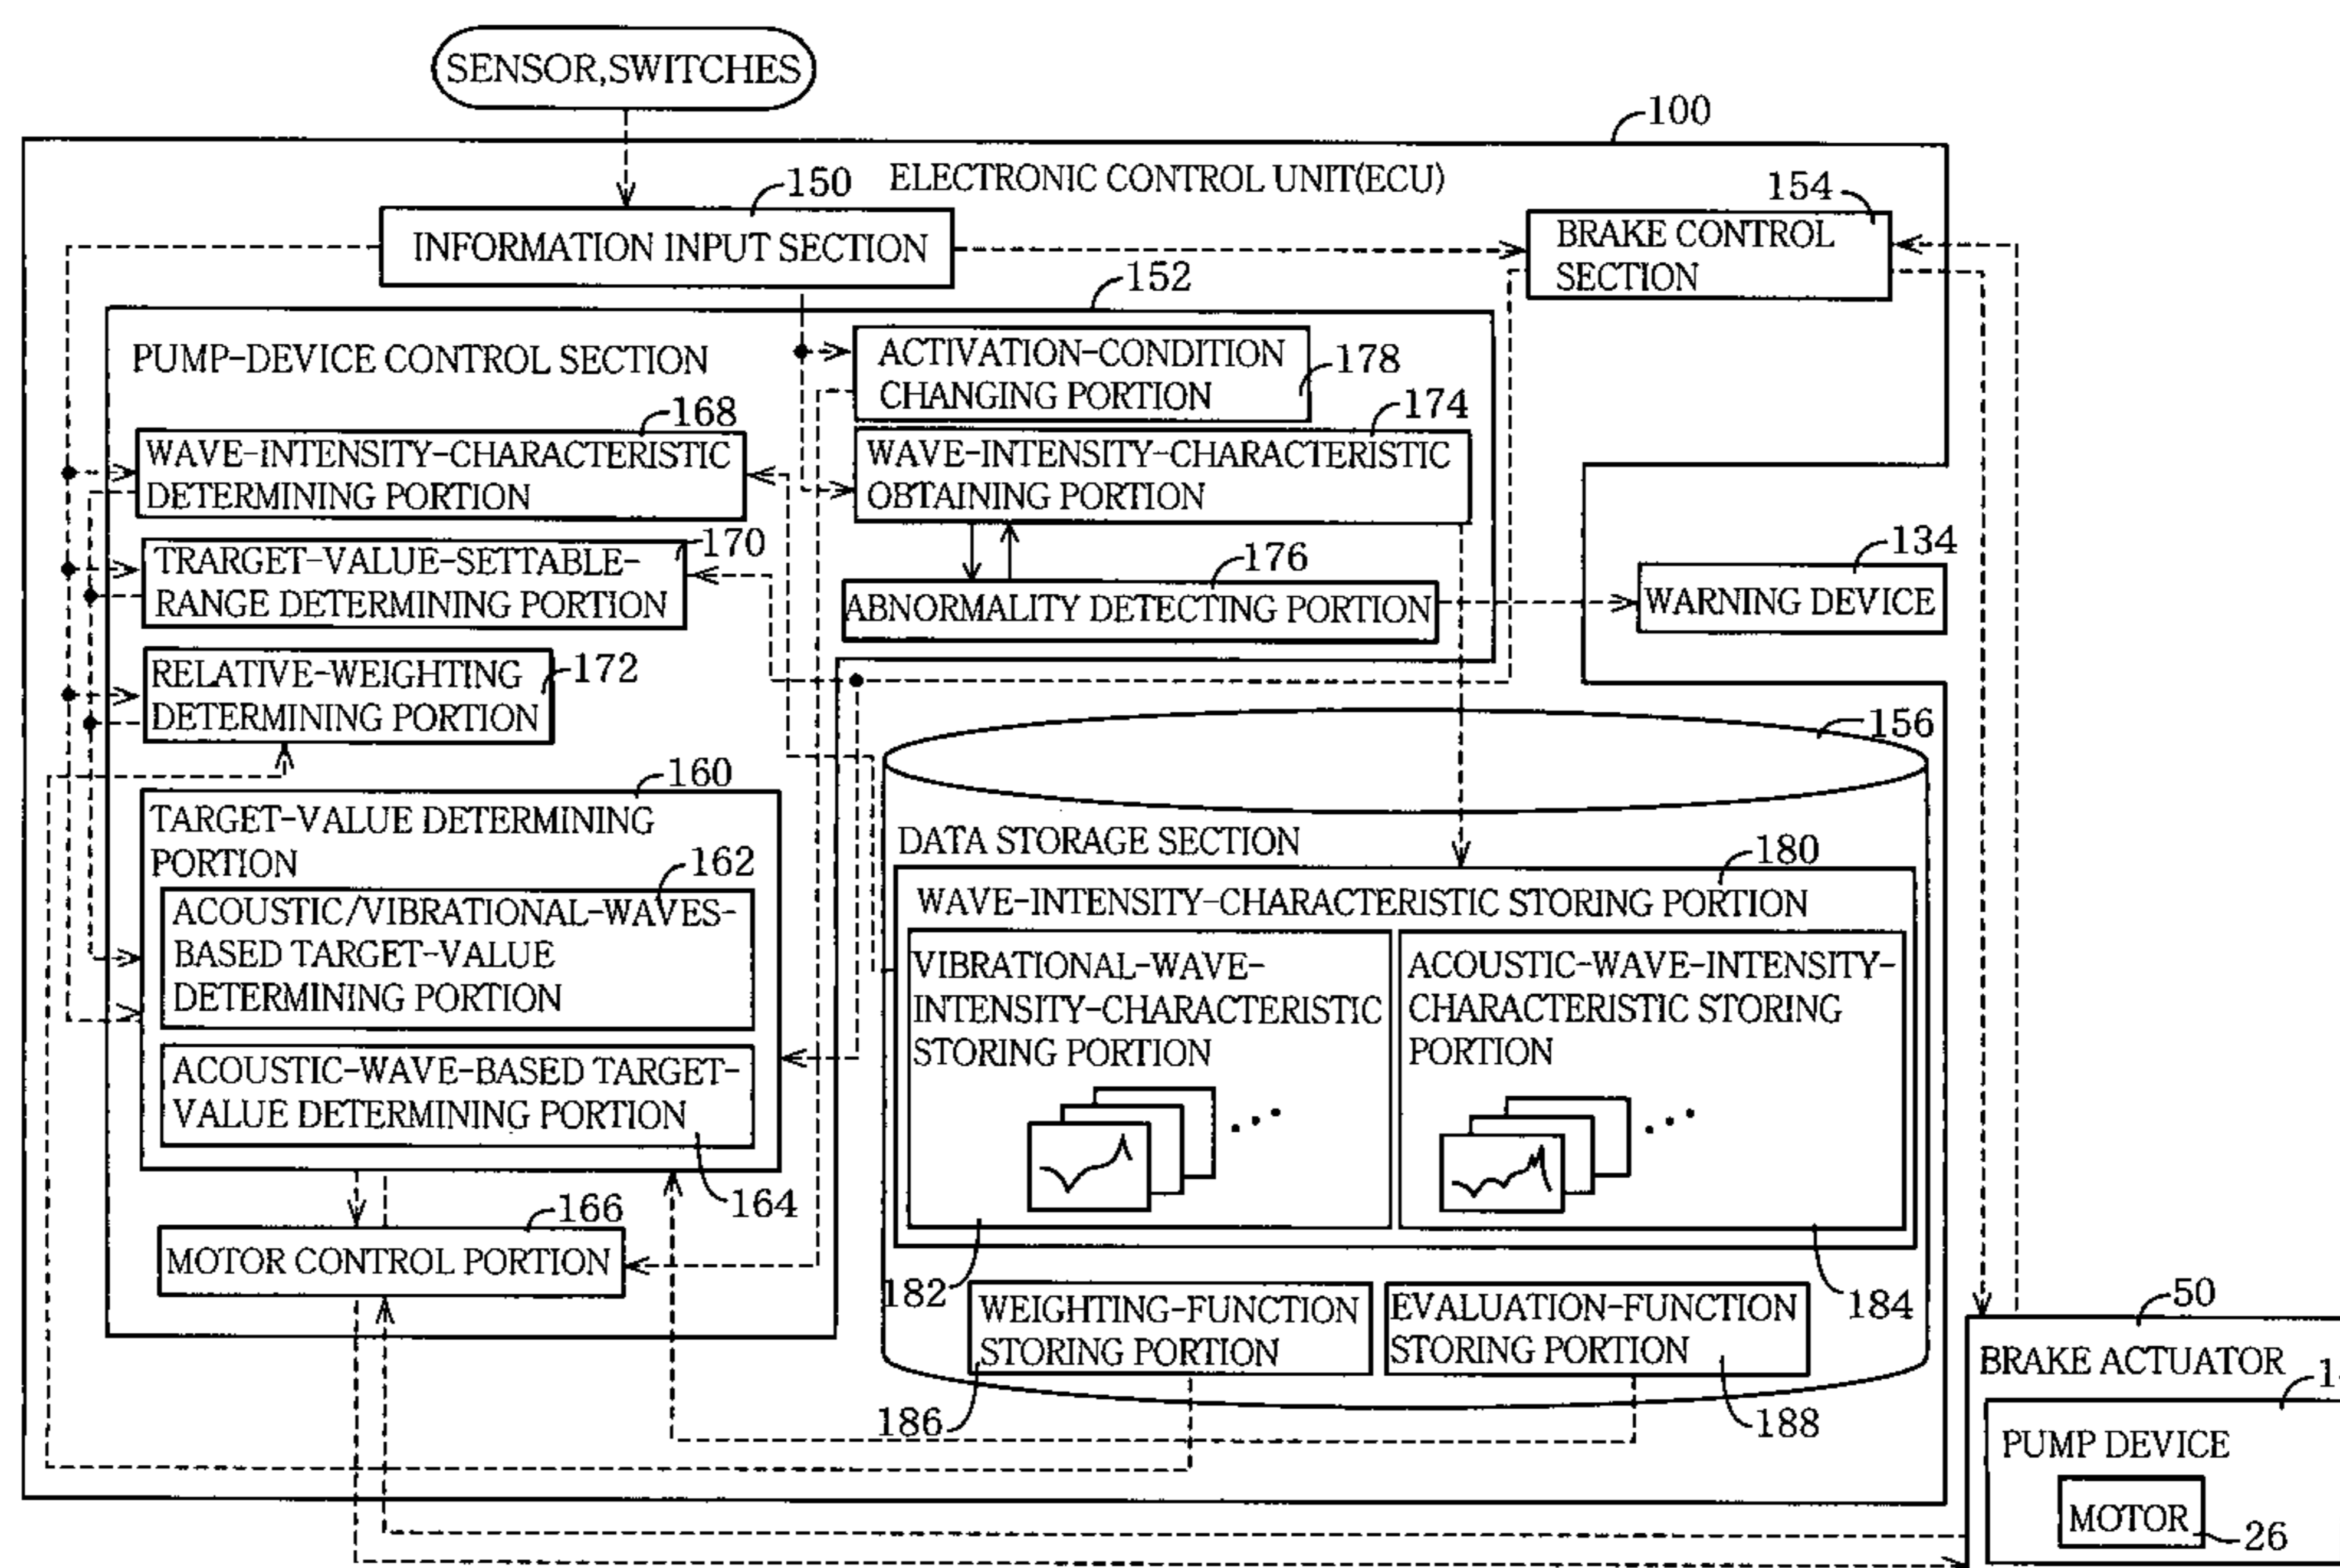 SENSOR,SWITCHES
100
ELECTRONIC CONTROL UNIT(ECU)
150
INFORMATION INPUT SECTION
154
BRAKE CONTROL
SECTION
152
PUMP-DEVICE CONTROL SECTION
ACTIVATION-CONDITION
CHANGING PORTION
178
168
WAVE-INTENSITY-CHARACTERISTIC
DETERMINING PORTION
174
WAVE-INTENSITY-CHARACTERISTIC
OBTAINING PORTION
170
TRARGET-VALUE-SETTABLE-
RANGE DETERMINING PORTION
176
ABNORMALITY DETECTING PORTION
134
WARNING DEVICE
RELATIVE-WEIGHTING
DETERMINING PORTION
172
156
160
TARGET-VALUE DETERMINING
PORTION
162
ACOUSTIC/VIBRATIONAL-WAVES-
BASED TARGET-VALUE
DETERMINING PORTION
ACOUSTIC-WAVE-BASED TARGET-
VALUE DETERMINING PORTION
164
166
MOTOR CONTROL PORTION
DATA STORAGE SECTION
180
WAVE-INTENSITY-CHARACTERISTIC STORING PORTION
VIBRATIONAL-WAVE-
INTENSITY-CHARACTERISTIC
STORING PORTION
ACOUSTIC-WAVE-INTENSITY-
CHARACTERISTIC STORING
PORTION
182
184
WEIGHTING-FUNCTION
STORING PORTION
EVALUATION-FUNCTION
STORING PORTION
186
188
50
BRAKE ACTUATOR
PUMP DEVICE
MOTOR
26